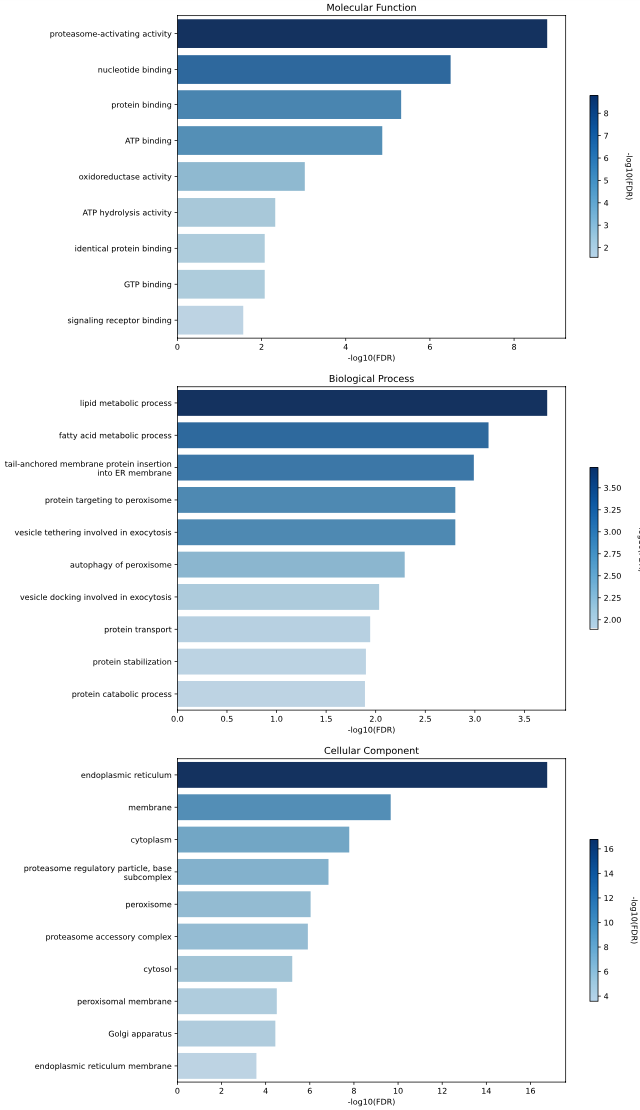 Molecular Function
proteasome-activating activity
nucleotide binding
protein binding
ATP binding
oxidoreductase activity
ATP hydrolysis activity
identical protein binding
GTP binding
signaling receptor binding
0 2 4 6 8
-log10(FDR)
8
7
6
5
4
3
2
-log10(FDR)
Biological Process
lipid metabolic process
fatty acid metabolic process
tail-anchored membrane protein insertion
into ER membrane
protein targeting to peroxisome
vesicle tethering involved in exocytosis
autophagy of peroxisome
vesicle docking involved in exocytosis
protein transport
protein stabilization
protein catabolic process
0.0 0.5 1.0 1.5 2.0 2.5 3.0 3.5
-log10(FDR)
3.50
3.25
3.00
2.75
2.50
2.25
2.00
Cellular Component
endoplasmic reticulum
membrane
cytoplasm
proteasome regulatory particle, base
subcomplex
peroxisome
proteasome accessory complex
cytosol
peroxisomal membrane
Golgi apparatus
endoplasmic reticulum membrane
0 2 4 6 8 10 12 14 16
-log10(FDR)
16
14
12
10
8
6
4
-log10(FDR)